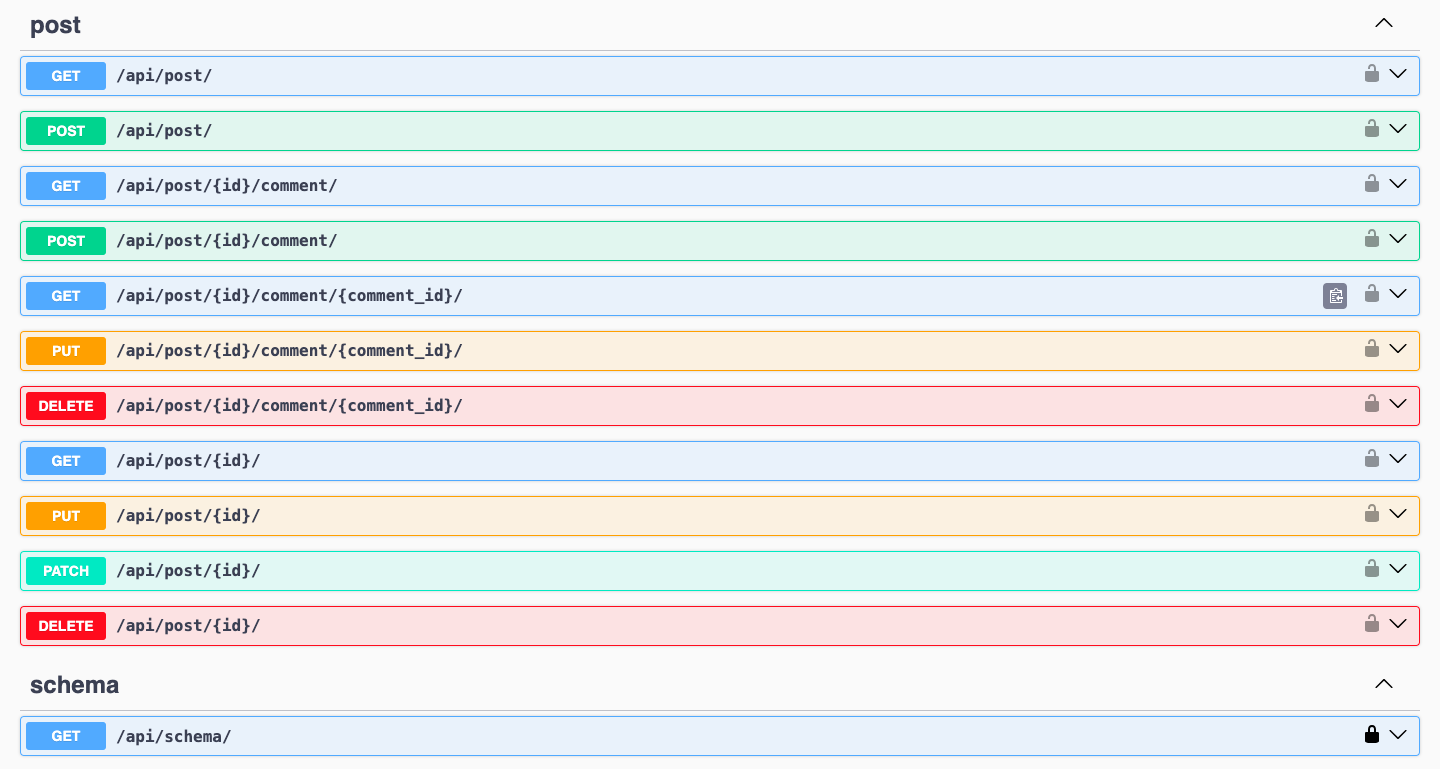 post
GET /api/post/
POST /api/post/
GET /api/post/{id}/comment/
POST /api/post/{id}/comment/
GET /api/post/{id}/comment/{comment_id}/
PUT /api/post/{id}/comment/{comment_id}/
DELETE /api/post/{id}/comment/{comment_id}/
GET /api/post/{id}/
PUT /api/post/{id}/
PATCH /api/post/{id}/
DELETE /api/post/{id}/
schema
GET /api/schema/